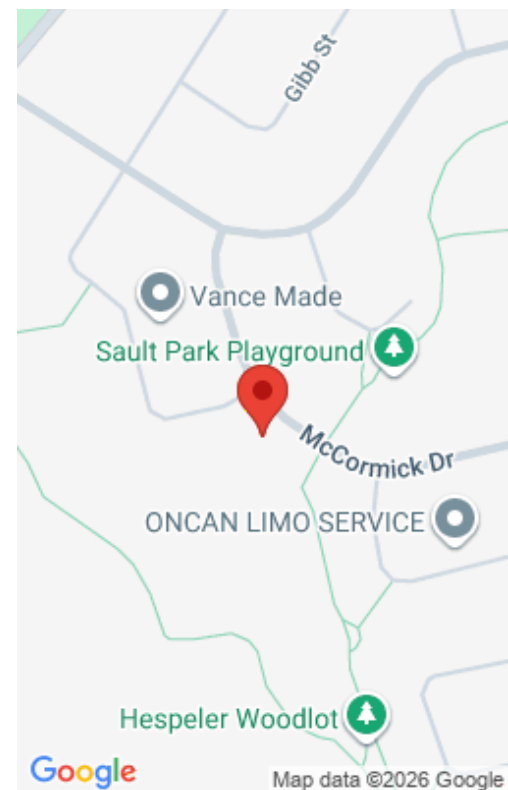 Gibb St
Vance Made
Sault Park Playground
McCormick Dr
ONCAN LIMO SERVICE
Hespeler Woodlot
Google
Map data ©2026 Google